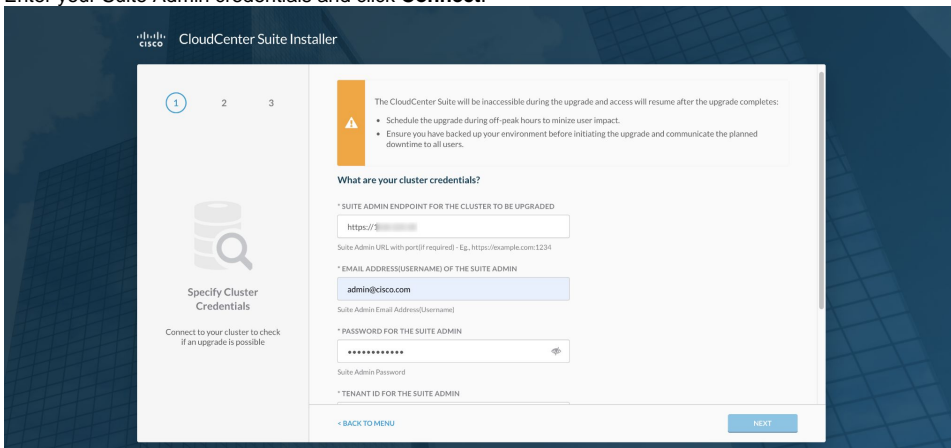 Enter your Suite Admin credentials and click Connect.
cisco CloudCenter Suite Installer
1 2 3
The CloudCenter Suite will be inaccessible during the upgrade and access will resume after the upgrade completes:
• Schedule the upgrade during off-peak hours to minize user impact.
• Ensure you have backed up your environment before initiating the upgrade and communicate the planned
downtime to all users.
What are your cluster credentials?
* SUITE ADMIN ENDPOINT FOR THE CLUSTER TO BE UPGRADED
https://1
Suite Admin URL with port(if required) - Eg., https://example.com:1234
* EMAIL ADDRESS(USERNAME) OF THE SUITE ADMIN
admin@cisco.com
Suite Admin Email Address(Username)
* PASSWORD FOR THE SUITE ADMIN
••••••••••••
Suite Admin Password
* TENANT ID FOR THE SUITE ADMIN
Specify Cluster
Credentials
Connect to your cluster to check
if an upgrade is possible
< BACK TO MENU
NEXT